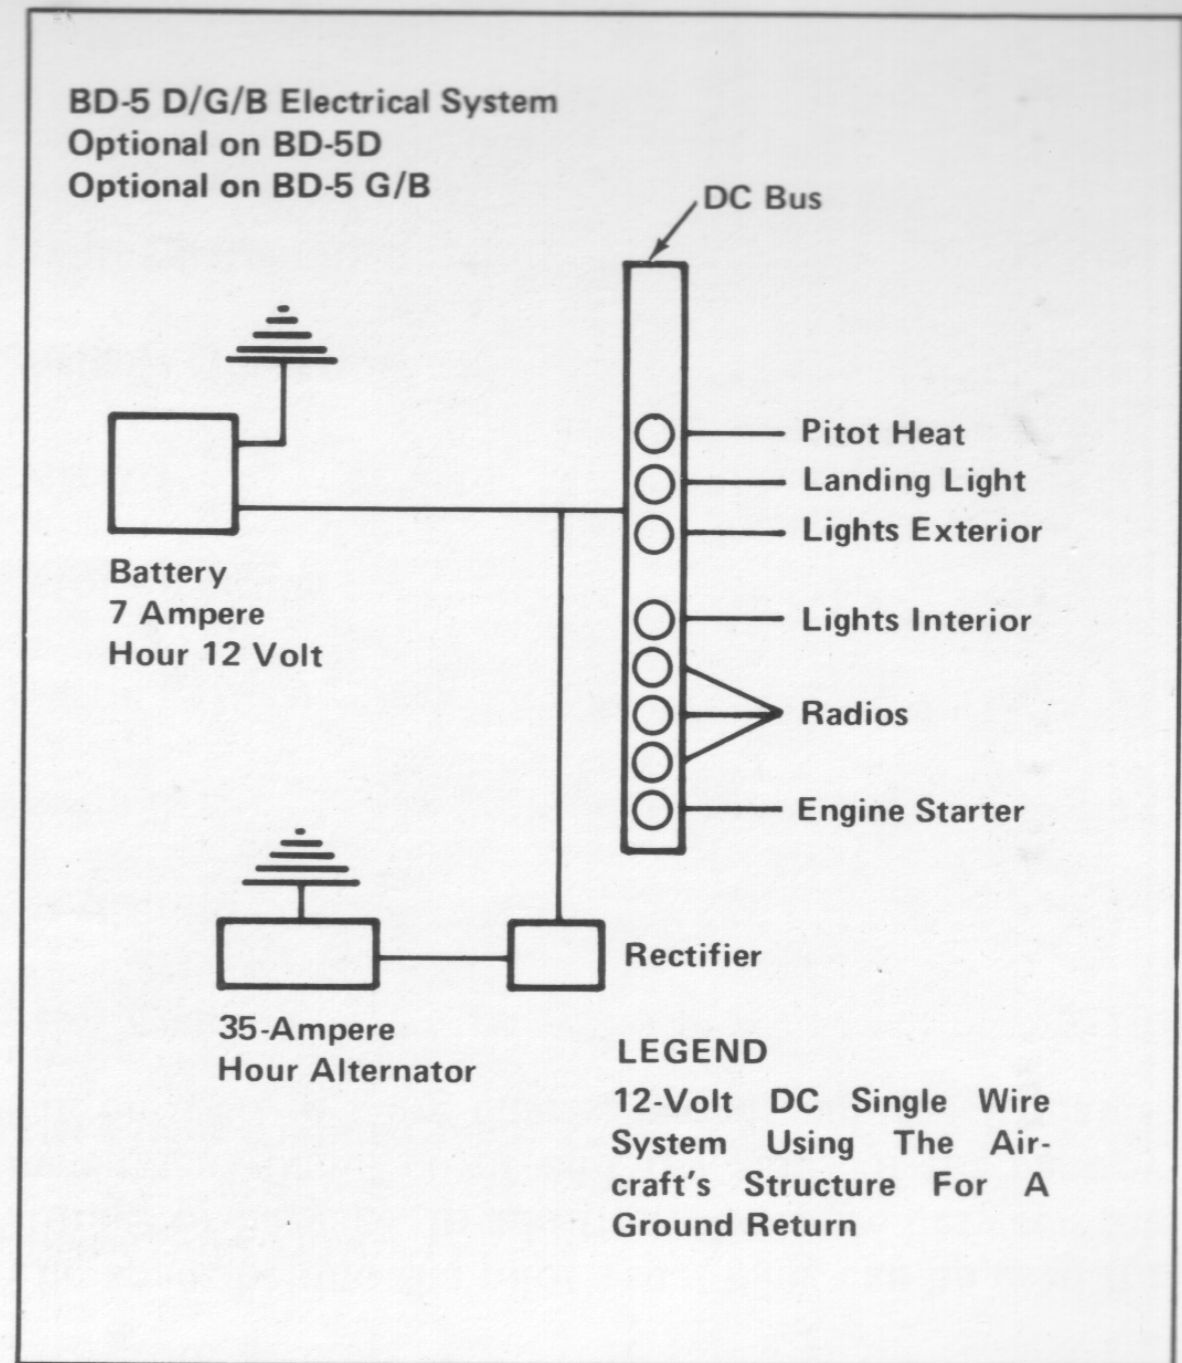 BD-5 D/G/B Electrical System
Optional on BD-5D
Optional on BD-5 G/B
DC Bus
Pitot Heat
Landing Light
Lights Exterior
Battery
7 Ampere
Hour 12 Volt
Lights Interior
Radios
Engine Starter
Rectifier
35-Ampere
Hour Alternator
LEGEND
12-Volt DC Single Wire
System Using The Air-
craft's Structure For A
Ground Return